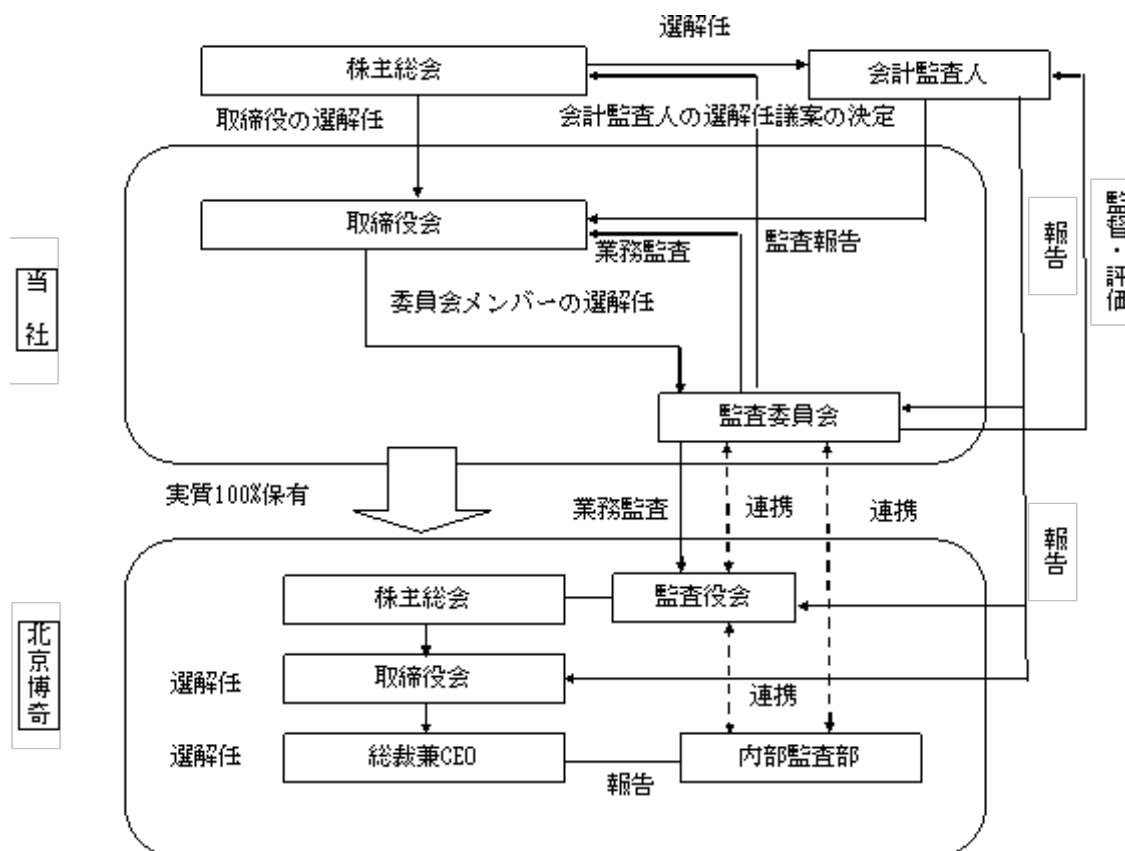 選解任
株主総会
会計監査人
取締役の選解任
会計監査人の選解任議案の決定
取締役会
業務監査
監査報告
報告
監督・評価
当社
委員会メンバーの選解任
監査委員会
実質100%保有
業務監査
連携
連携
報告
株主総会
監査役会
北京博奇
選解任
取締役会
連携
選解任
総裁兼CEO
報告
内部監査部